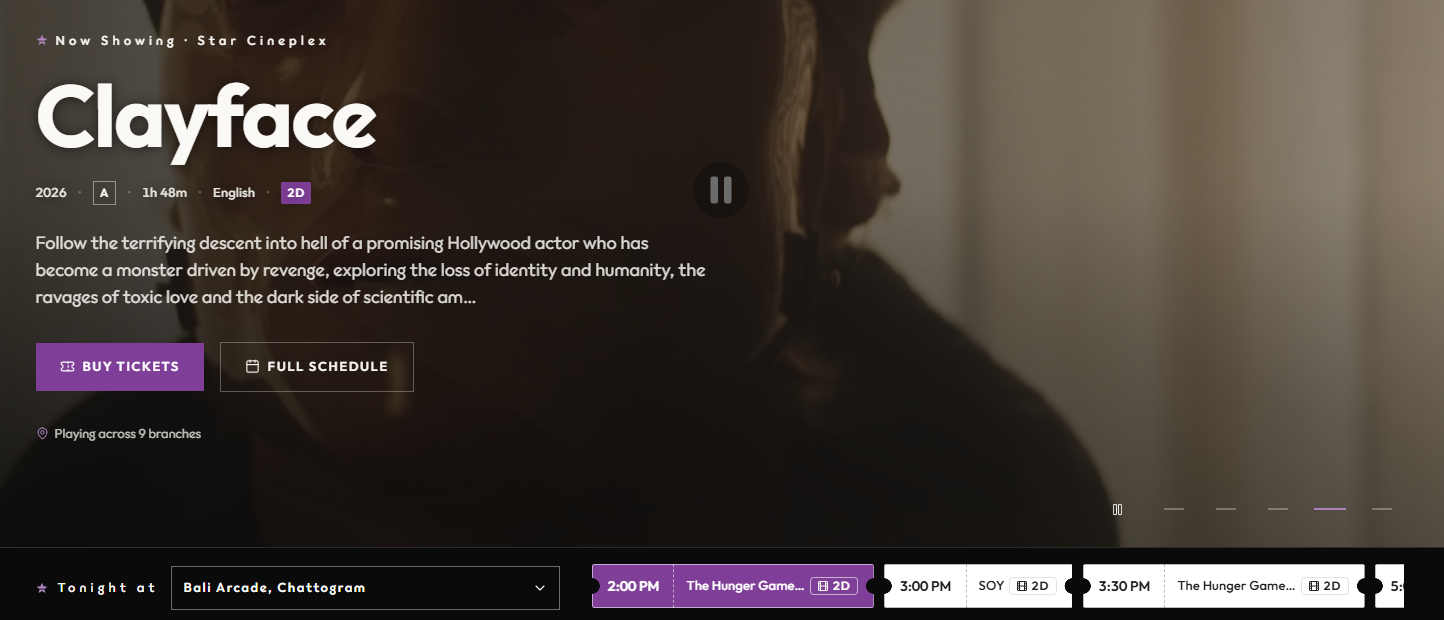 Now Showing · Star Cineplex
Clayface
2026 · A · 1h 48m · English · 2D
Follow the terrifying descent into hell of a promising Hollywood actor who has
become a monster driven by revenge, exploring the loss of identity and humanity, the
ravages of toxic love and the dark side of scientific am...
BUY TICKETS
FULL SCHEDULE
Playing across 9 branches
Tonight at
Bali Arcade, Chattogram
2:00 PM The Hunger Game... 2D
3:00 PM SOY 2D
3:30 PM The Hunger Game... 2D